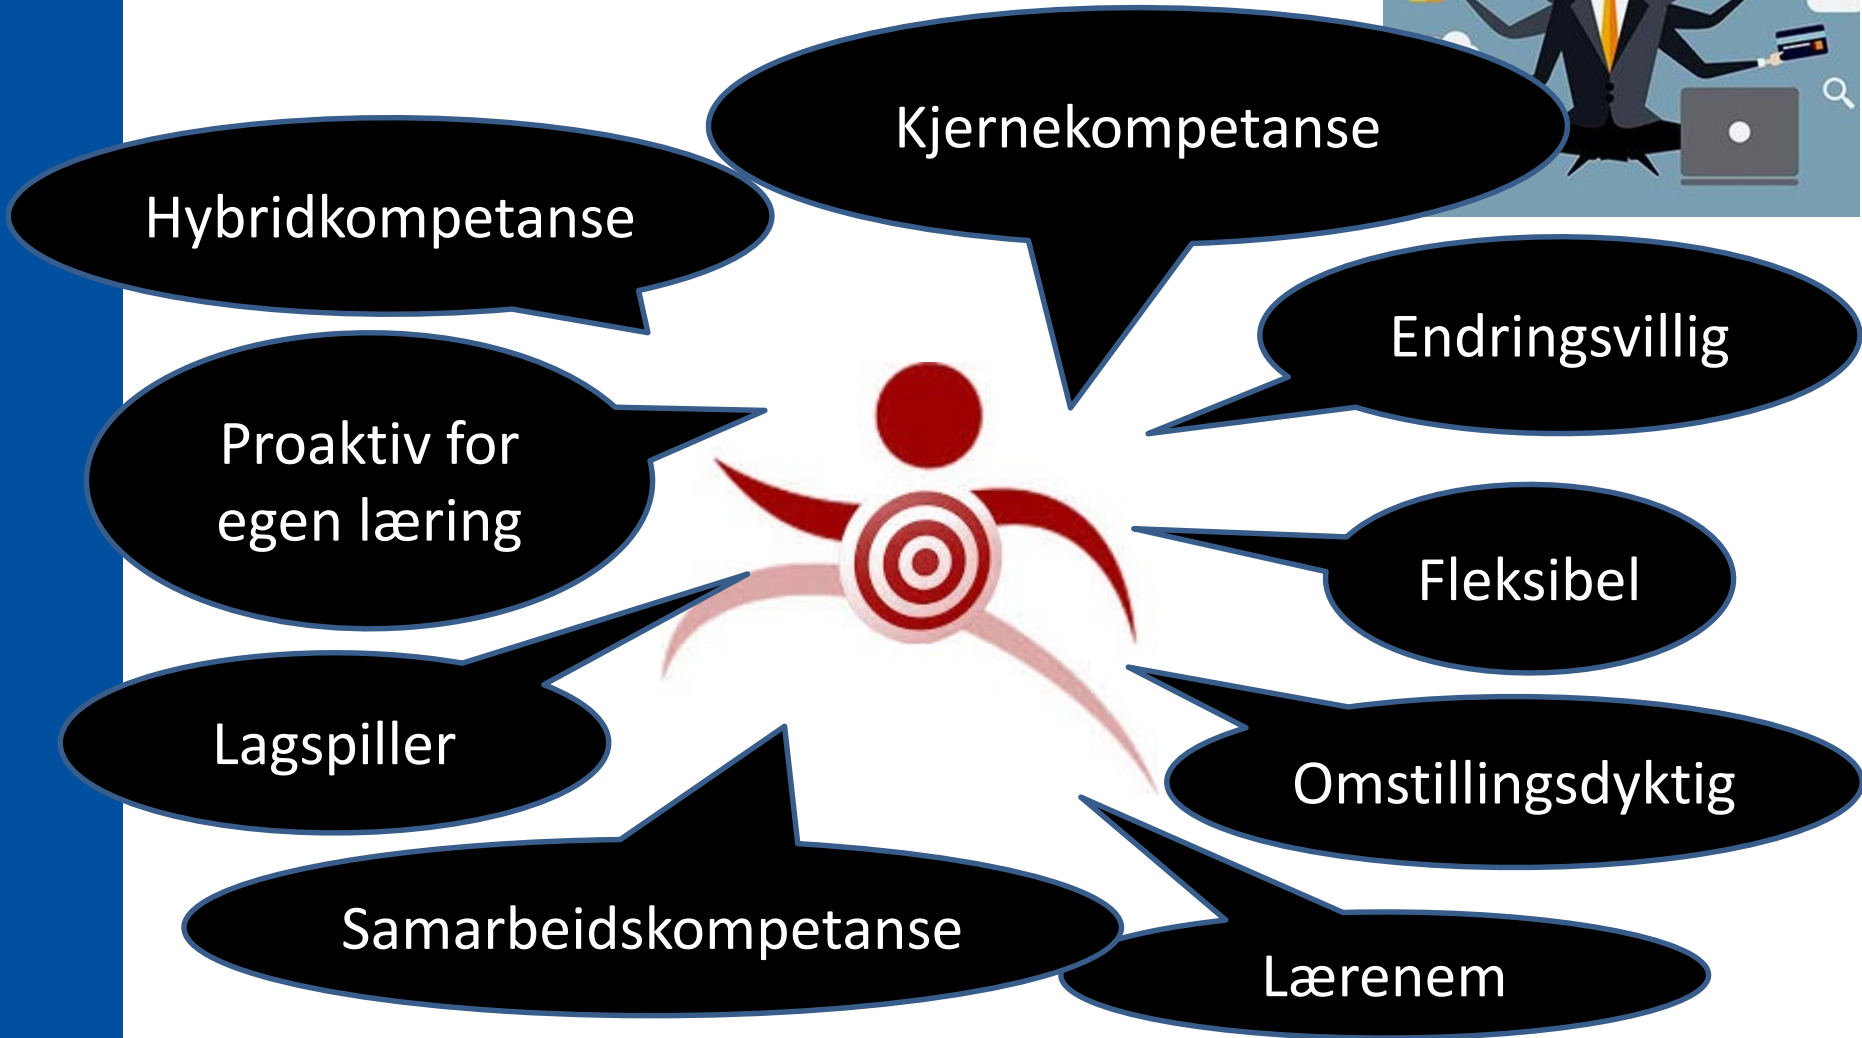 Kjernekompetanse
Hybridkompetanse
Endringsvillig
Proaktiv for
egen læring
Fleksibel
Lagspiller
Omstillingsdyktig
Samarbeidskompetanse
Lærenem